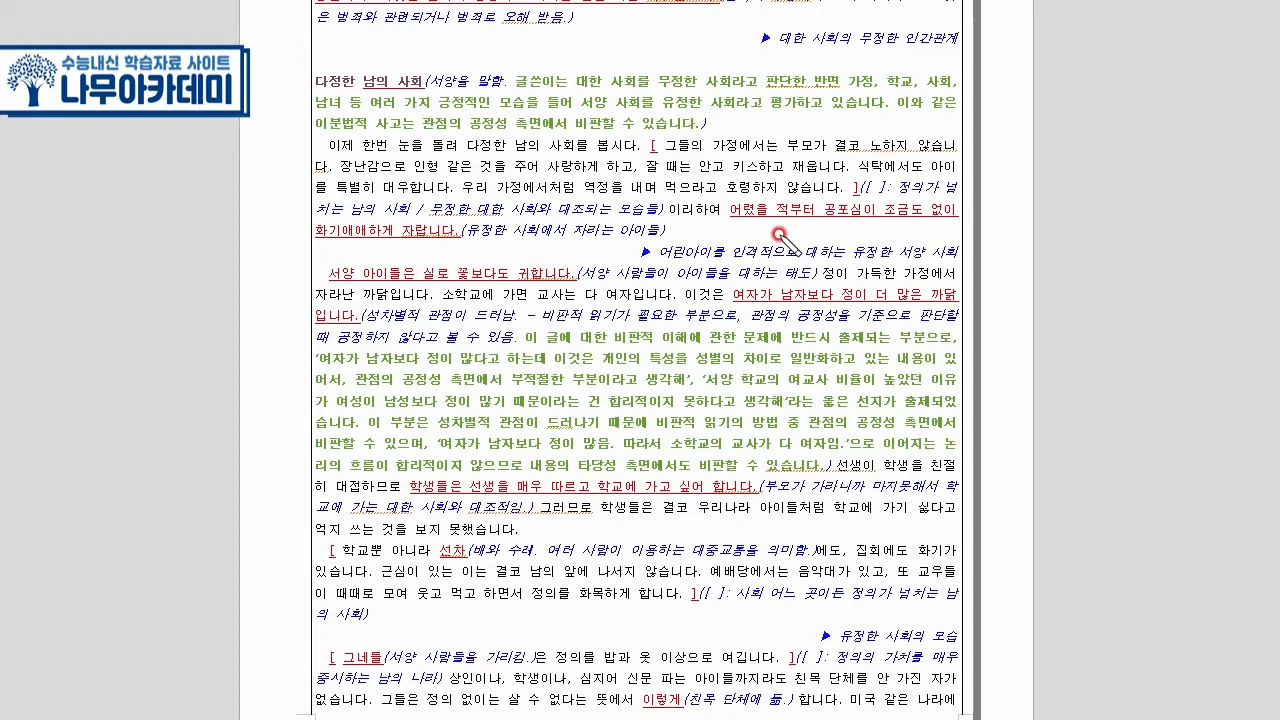 은 범죄와 관련되거나 범죄로 오해 받음.)
▶ 대한 사회의 무정한 인간관계
수능내신 학습자료 사이트
나무아카데미
다정한 남의 사회(서양을 말함. 글쓴이는 대한 사회를 무정한 사회라고 판단한 반면 가정, 학교, 사회,
남녀 등 여러 가지 긍정적인 모습을 들어 서양 사회를 유정한 사회라고 평가하고 있습니다. 이와 같은
이분법적 사고는 관점의 공정성 측면에서 비판할 수 있습니다.)
이제 한번 눈을 돌려 다정한 남의 사회를 봅시다. [ 그들의 가정에서는 부모가 결코 노하지 않습니
다. 장난감으로 인형 같은 것을 주어 사랑하게 하고, 잘 때는 안고 키스하고 재웁니다. 식탁에서도 아이
를 특별히 대우합니다. 우리 가정에서처럼 역정을 내며 먹으라고 호령하지 않습니다. ]([ ]: 정의가 넘
처는 남의 사회 / 무정한 대한 사회와 대조되는 모습들) 이리하여 어렸을 적부터 공포심이 조금도 없이
화기애애하게 자랍니다.(유정한 사회에서 자라는 아이들)
▶ 어린아이를 인격적으로 대하는 유정한 서양 사회
서양 아이들은 실로 꽃보다도 귀합니다.(서양 사람들이 아이들을 대하는 태도) 정이 가득한 가정에서
자라난 까닭입니다. 소학교에 가면 교사는 다 여자입니다. 이것은 여자가 남자보다 정이 더 많은 까닭
입니다.(성차별적 관점이 드러남. - 비판적 읽기가 필요한 부분으로, 관점의 공정성을 기준으로 판단할
때 공정하지 않다고 볼 수 있음. 이 글에 대한 비판적 이해에 관한 문제에 반드시 출제되는 부분으로,
‘여자가 남자보다 정이 많다고 하는데 이것은 개인의 특성을 성별의 차이로 일반화하고 있는 내용이 있
어서, 관점의 공정성 측면에서 부적절한 부분이라고 생각해’, ‘서양 학교의 여교사 비율이 높았던 이유
가 여성이 남성보다 정이 많기 때문이라는 건 합리적이지 못하다고 생각해’라는 옳은 선지가 출제되었
습니다. 이 부분은 성차별적 관점이 드러나기 때문에 비판적 읽기의 방법 중 관점의 공정성 측면에서
비판할 수 있으며, ‘여자가 남자보다 정이 많음. 따라서 소학교의 교사가 다 여자임.’으로 이어지는 논
리의 흐름이 합리적이지 않으므로 내용의 타당성 측면에서도 비판할 수 있습니다.) 선생이 학생을 친절
히 대접하므로 학생들은 선생을 매우 따르고 학교에 가고 싶어 합니다.(부모가 가라니까 마지못해서 학
교에 가는 대한 사회와 대조적임.) 그러므로 학생들은 결코 우리나라 아이들처럼 학교에 가기 싫다고
억지 쓰는 것을 보지 못했습니다.
[ 학교뿐 아니라 선차(배와 수레. 여러 사람이 이용하는 대중교통을 의미함.)에도, 집회에도 화기가
있습니다. 근심이 있는 이는 결코 남의 앞에 나서지 않습니다. 예배당에서는 음악대가 있고, 또 교우들
이 때때로 모여 웃고 먹고 하면서 정의를 화목하게 합니다. ]([ ]: 사회 어느 곳이든 정의가 넘처는 남
의 사회)
▶ 유정한 사회의 모습
[ 그네들(서양 사람들을 가리킴.)은 정의를 밥과 옷 이상으로 여깁니다. ]([ ]: 정의의 가치를 매우
중시하는 남의 나라) 상인이나, 학생이나, 심지어 신문 파는 아이들까지라도 친목 단체를 안 가진 자가
없습니다. 그들은 정의 없이는 살 수 없다는 뜻에서 이렇게(친목 단체에 듦.) 합니다. 미국 같은 나라에